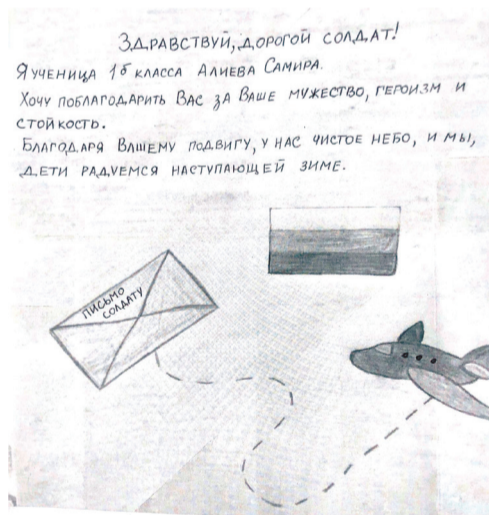 ЗДРАВСТВУЙ, ДОРОГОЙ СОЛДАТ!
Я УЧЕНИЦА 1б КЛАССА АЛИЕВА САМИРА.
ХОЧУ ПОБЛАГОДАРИТЬ ВАС ЗА ВАШЕ МУЖЕСТВО, ГЕРОИЗМ И
СТОЙКОСТЬ.
БЛАГОДАРЯ ВАШЕМУ ПОДВИГУ, У НАС ЧИСТОЕ НЕБО, И МЫ,
ДЕТИ РАДУЕМСЯ НАСТУПАЮЩЕЙ ЗИМЕ.
ПИСЬМО
СОЛДАТУ